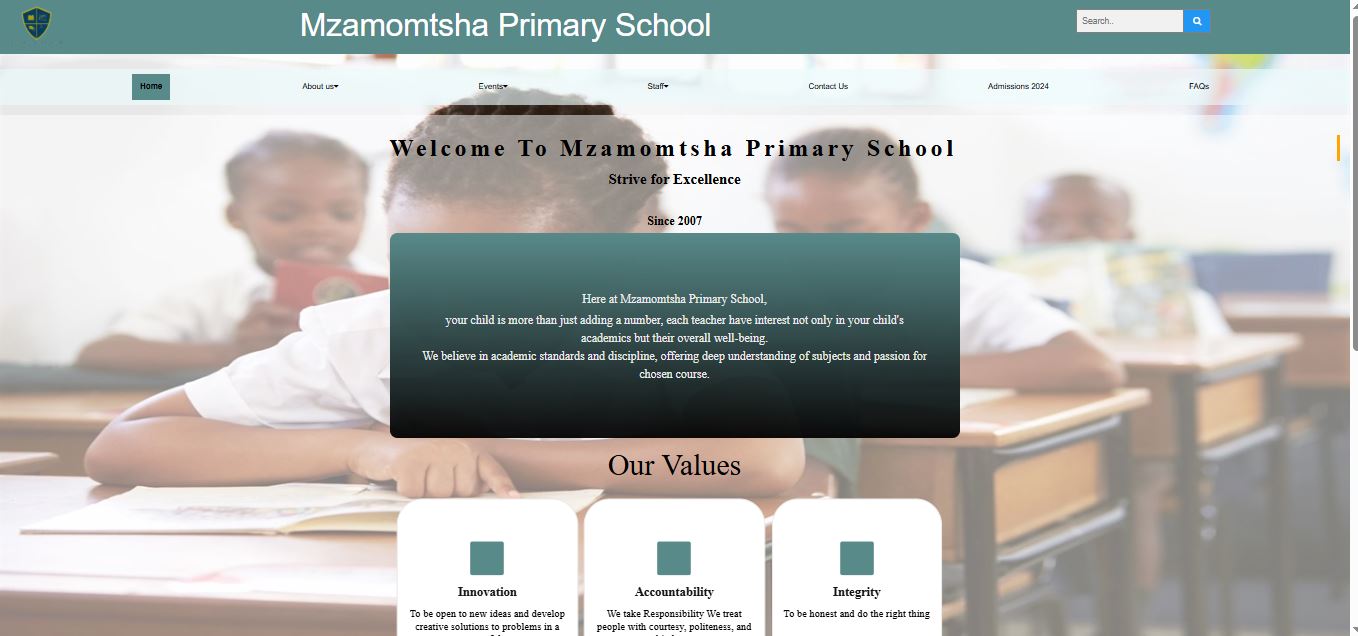 Mzamomtsha Primary School
Search..
Home
About us
Events
Staff
Contact Us
Admissions 2024
FAQs
Welcome To Mzamomtsha Primary School
Strive for Excellence
Since 2007
Here at Mzamomtsha Primary School,
your child is more than just adding a number, each teacher have interest not only in your child's
academics but their overall well-being.
We believe in academic standards and discipline, offering deep understanding of subjects and passion for
chosen course.
Our Values
Innovation
To be open to new ideas and develop
creative solutions to problems in a
Accountability
We take Responsibility We treat
people with courtesy, politeness, and
Integrity
To be honest and do the right thing